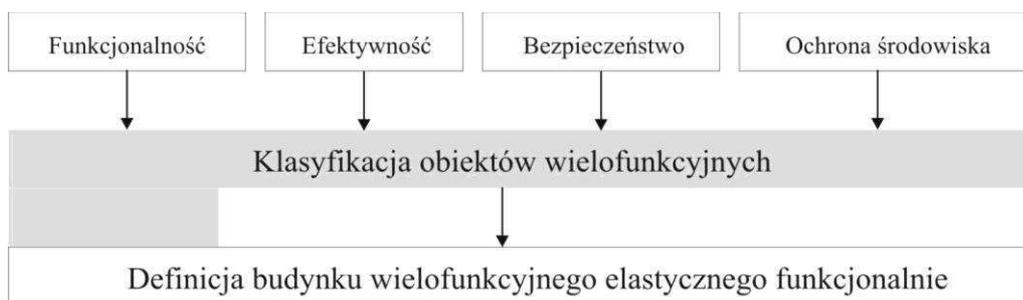 Funkcjonalność
Efektywność
Bezpieczeństwo
Ochrona środowiska
Klasyfikacja obiektów wielofunkcyjnych
Definicja budynku wielofunkcyjnego elastycznego funkcjonalnie